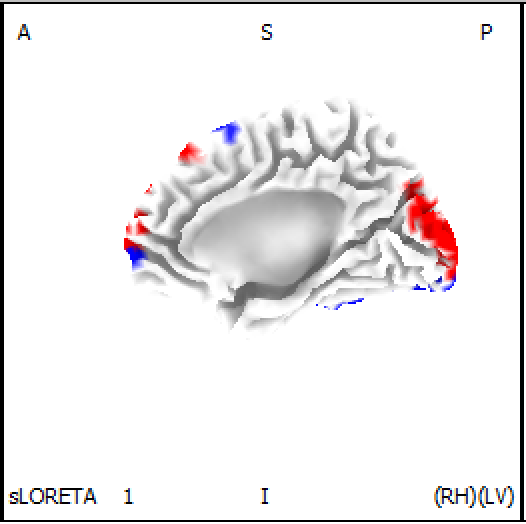 A S P
sLORETA 1 I (RH)(LV)